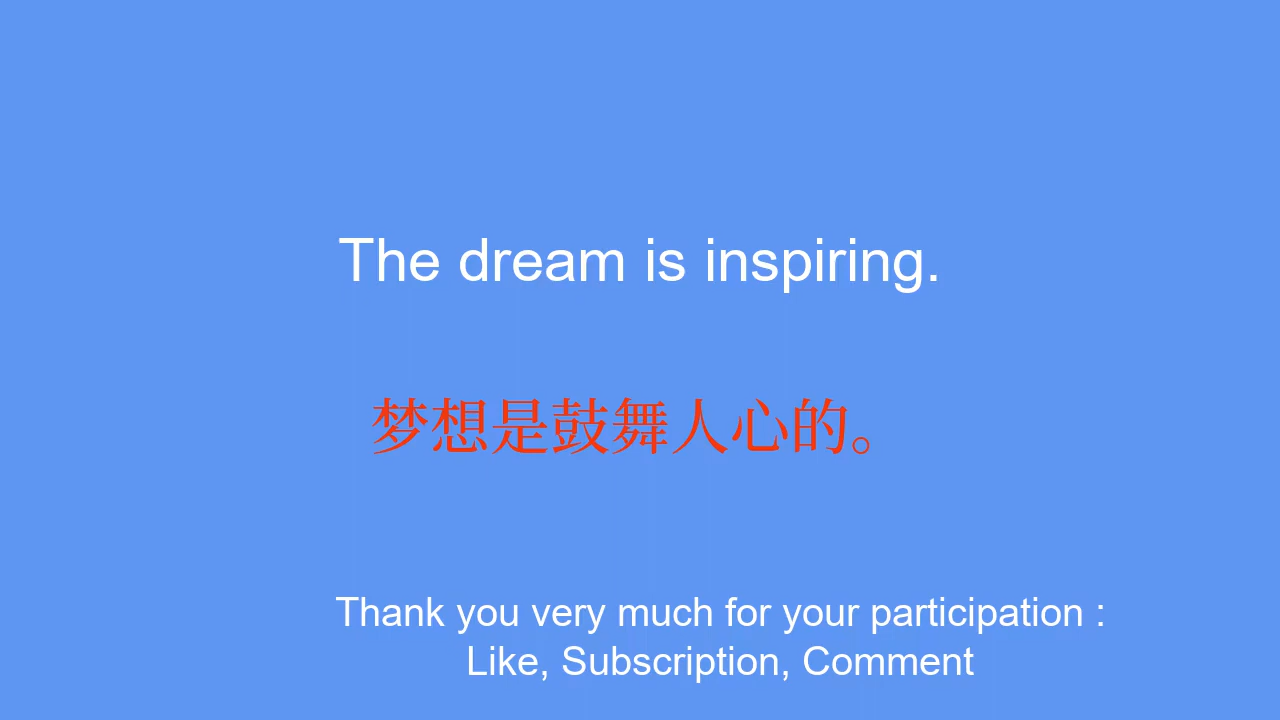 The dream is inspiring.
梦想是鼓舞人心的。
Thank you very much for your participation :
Like, Subscription, Comment